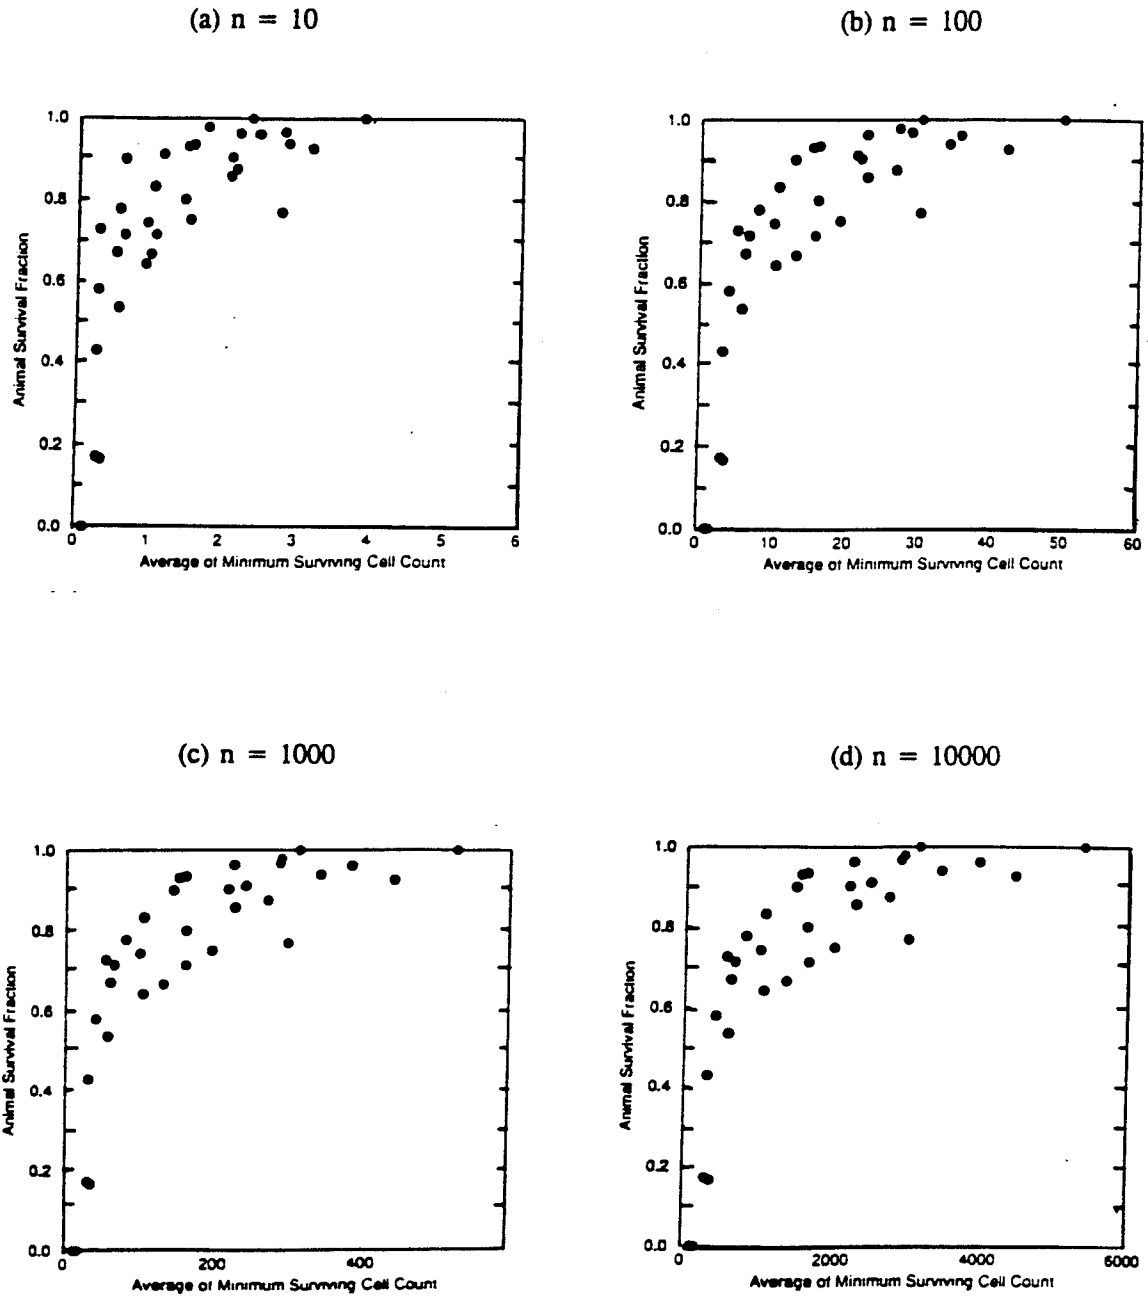 (a) n = 10
(b) n = 100
1.0
0.8
0.6
0.4
0.2
0.0
Animal Survival Fraction
0 1 2 3 4 5 6
Average of Minimum Surviving Cell Count
1.0
0.8
0.6
0.4
0.2
0.0
Animal Survival Fraction
0 10 20 30 40 50 60
Average of Minimum Surviving Cell Count
(c) n = 1000
(d) n = 10000
1.0
0.8
0.6
0.4
0.2
0.0
Animal Survival Fraction
0 200 400
Average of Minimum Surviving Cell Count
1.0
0.8
0.6
0.4
0.2
0.0
Animal Survival Fraction
0 2000 4000 6000
Average of Minimum Surviving Cell Count